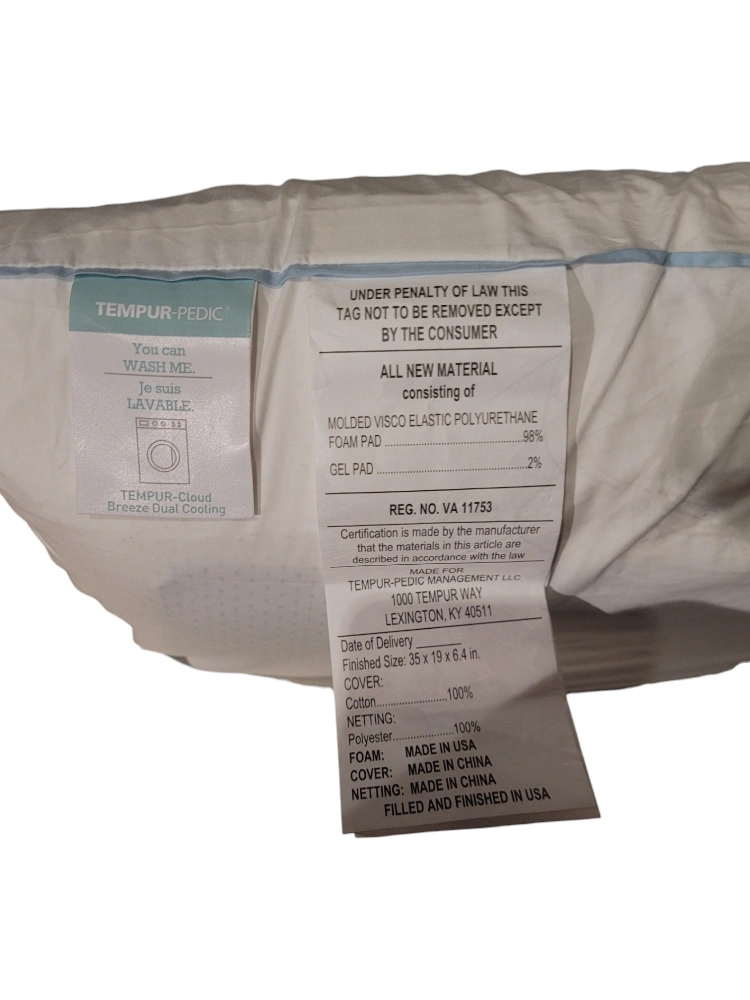 TEMPUR-PEDIC®
You can
WASH ME.
Je suis
LAVABLE.
TEMPUR-Cloud
Breeze Dual Cooling
UNDER PENALTY OF LAW THIS
TAG NOT TO BE REMOVED EXCEPT
BY THE CONSUMER
ALL NEW MATERIAL
consisting of
MOLDED VISCO ELASTIC POLYURETHANE
FOAM PAD ..............................98%
GEL PAD .................................2%
REG. NO. VA 11753
Certification is made by the manufacturer
that the materials in this article are
described in accordance with the law
MADE FOR
TEMPUR-PEDIC MANAGEMENT LLC
1000 TEMPUR WAY
LEXINGTON, KY 40511
Date of Delivery _______
Finished Size: 35 x 19 x 6.4 in.
COVER:
Cotton........................100%
NETTING:
Polyester....................100%
FOAM: MADE IN USA
COVER: MADE IN CHINA
NETTING: MADE IN CHINA
FILLED AND FINISHED IN USA